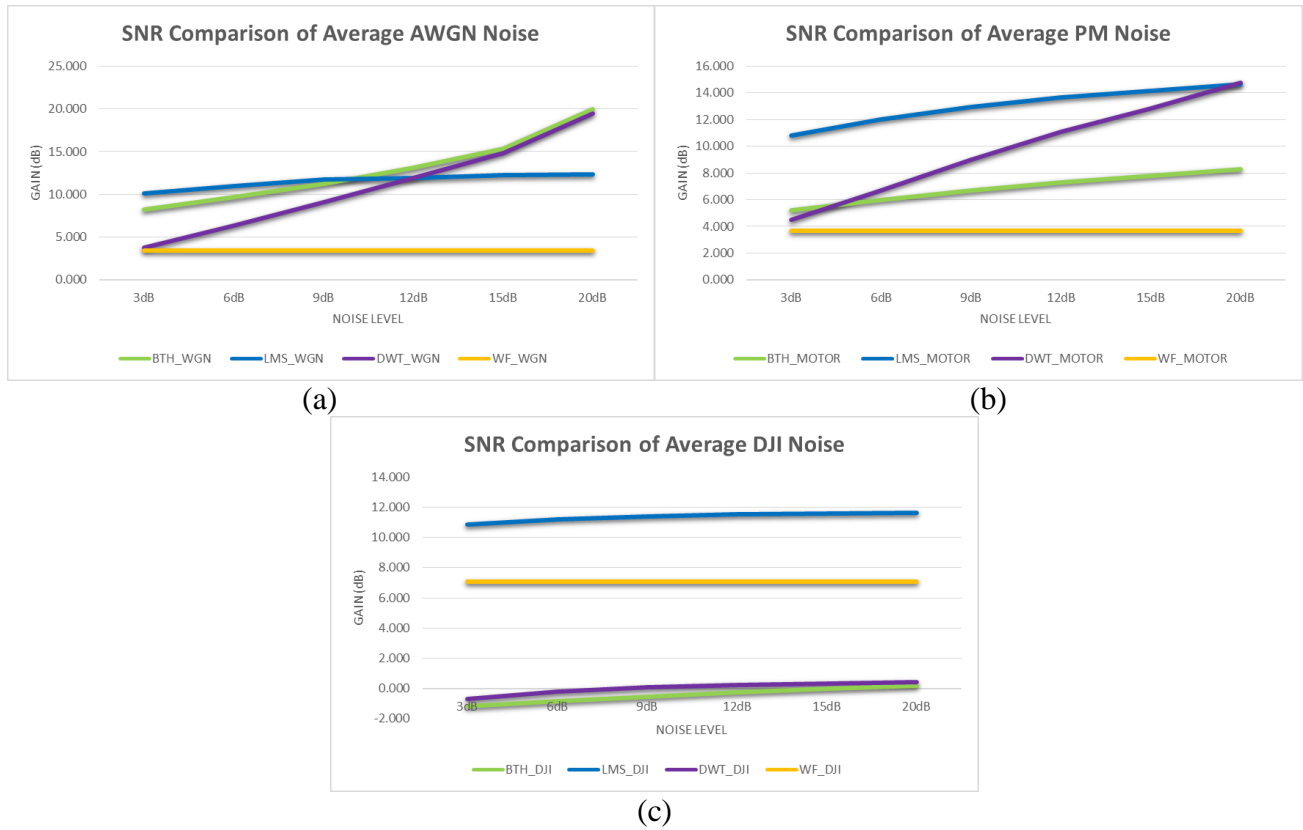 SNR Comparison of Average AWGN Noise
25.000
20.000
15.000
10.000
5.000
0.000
GAIN (dB)
3dB 6dB 9dB 12dB 15dB 20dB
NOISE LEVEL
BTH_WGN LMS_WGN DWT_WGN WF_WGN
(a)
SNR Comparison of Average PM Noise
16.000
14.000
12.000
10.000
8.000
6.000
4.000
2.000
0.000
GAIN (dB)
3dB 6dB 9dB 12dB 15dB 20dB
NOISE LEVEL
BTH_MOTOR LMS_MOTOR DWT_MOTOR WF_MOTOR
(b)
SNR Comparison of Average DJI Noise
14.000
12.000
10.000
8.000
6.000
4.000
2.000
0.000
-2.000
GAIN (dB)
3dB 6dB 9dB 12dB 15dB 20dB
NOISE LEVEL
BTH_DJI LMS_DJI DWT_DJI WF_DJI
(c)